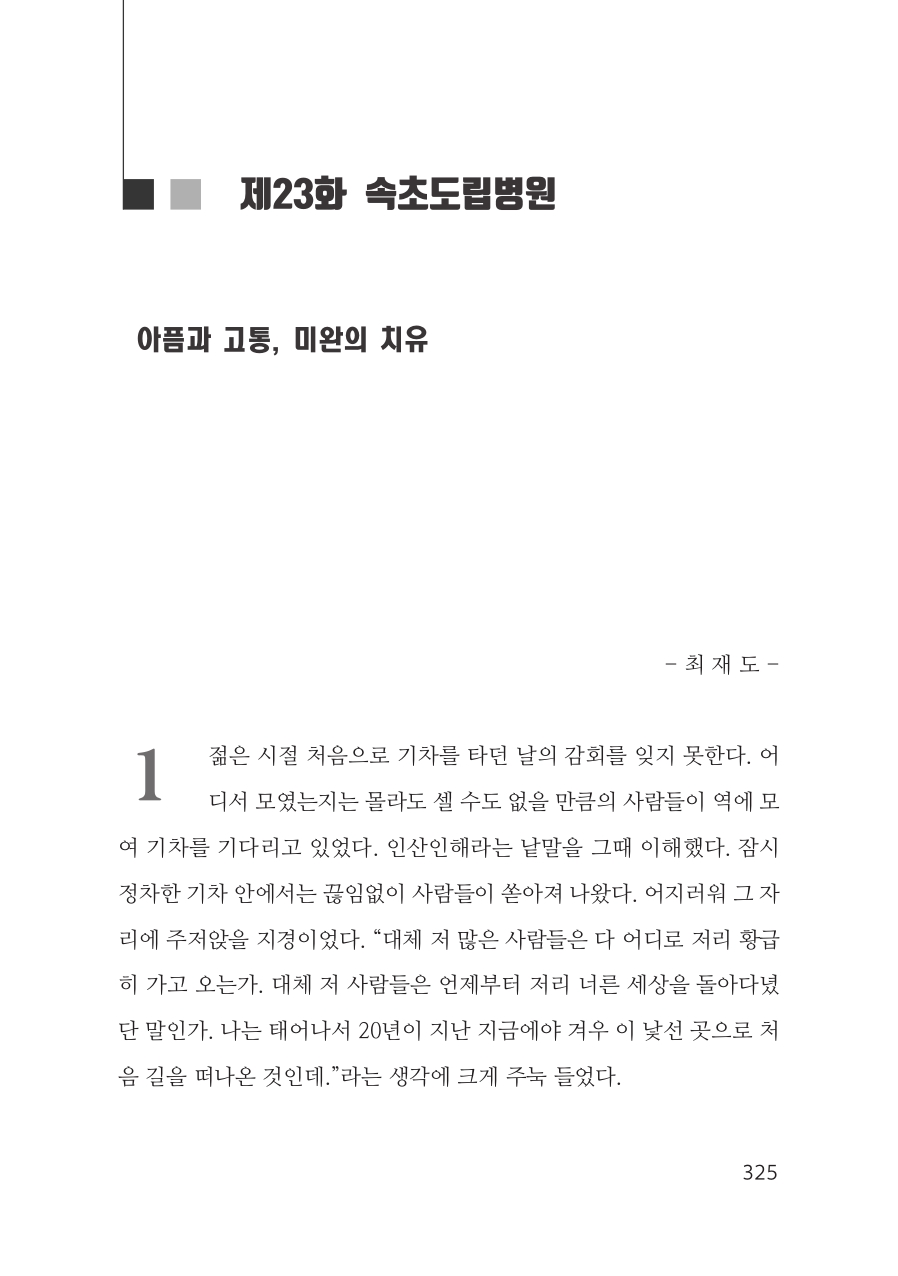 제23화 속초도립병원
아픔과 고통, 미완의 치유
– 최 재 도 –
1
젊은 시절 처음으로 기차를 타던 날의 감회를 잊지 못한다. 어
디서 모였는지는 몰라도 셀 수도 없을 만큼의 사람들이 역에 모
여 기차를 기다리고 있었다. 인산인해라는 낱말을 그때 이해했다. 잠시
정차한 기차 안에서는 끊임없이 사람들이 쏟아져 나왔다. 어지러워 그 자
리에 주저앉을 지경이었다. “대체 저 많은 사람들은 다 어디로 저리 황급
히 가고 오는가. 대체 저 사람들은 언제부터 저리 너른 세상을 돌아다녔
단 말인가. 나는 태어나서 20년이 지난 지금에야 겨우 이 낯선 곳으로 처
음 길을 떠나온 것인데.”라는 생각에 크게 주눅 들었다.
325